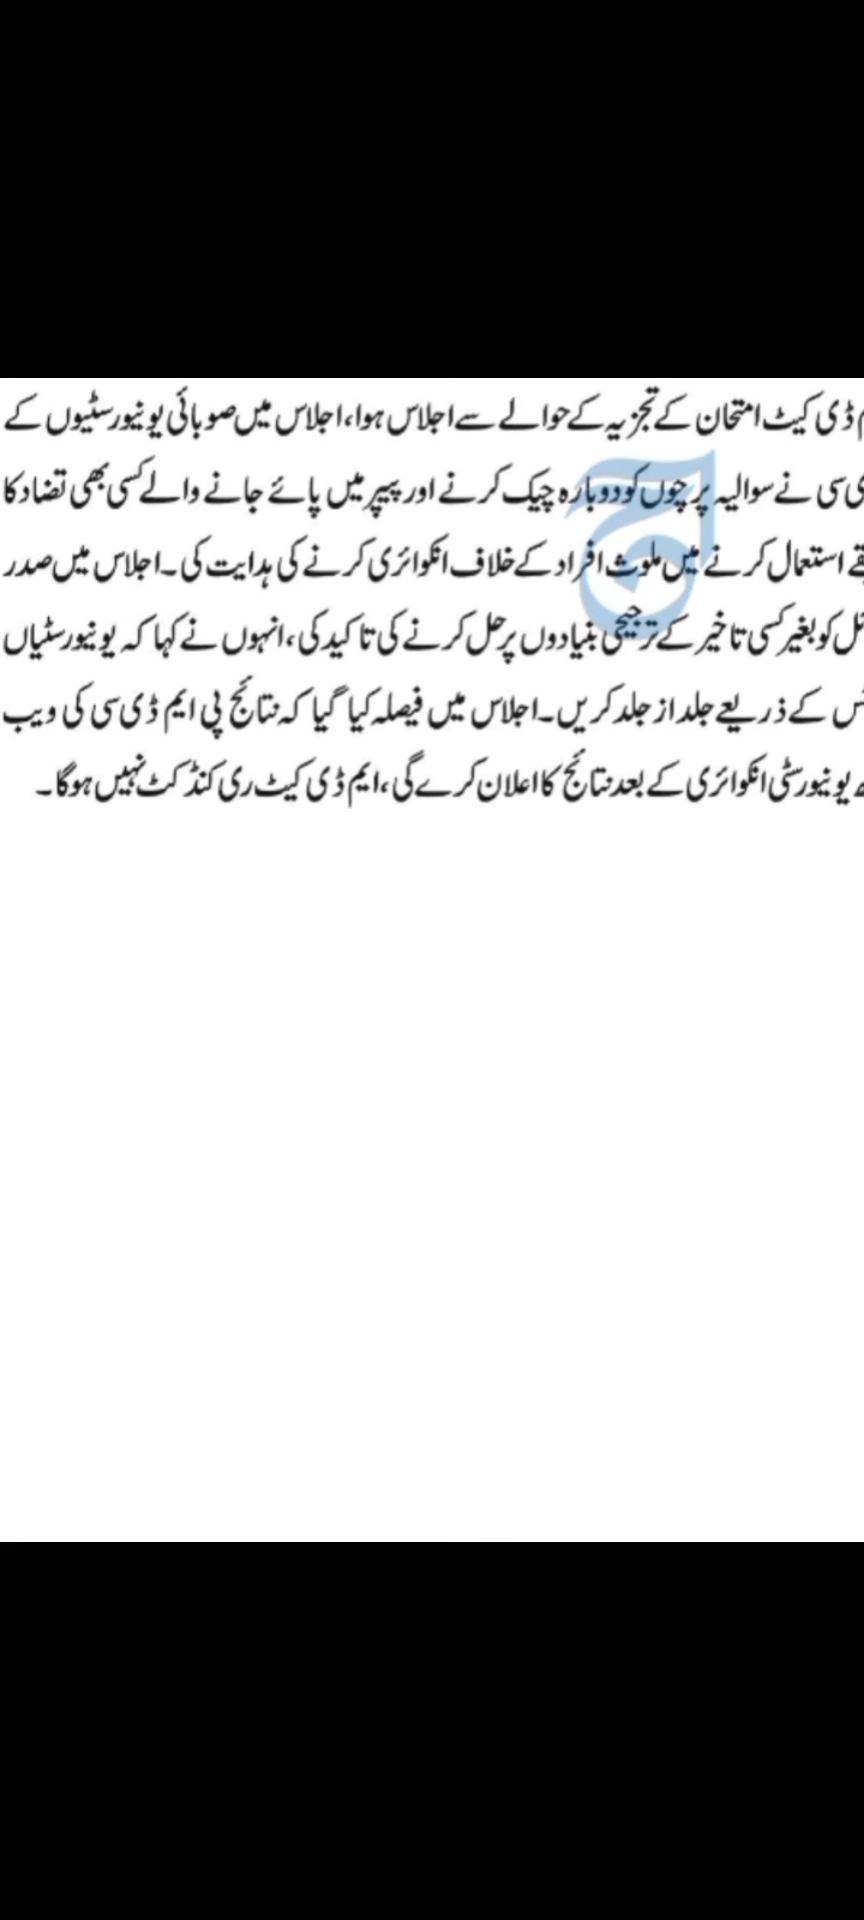 ڈی کیٹ امتحان کے تجزیہ کے حوالے سے اجلاس ہوا، اجلاس میں صوبائی یونیورسٹیوں کے
سی نے سوالیہ پرچوں کو دوبارہ چیک کرنے اور پیپر میں پائے جانے والے کسی بھی تضاد کا
استعمال کرنے میں ملوث افراد کے خلاف انکوائری کرنے کی ہدایت کی۔ اجلاس میں صدر
کو بغیر کسی تاخیر کے ترجیحی بنیادوں پر حل کرنے کی تاکید کی، انہوں نے کہا کہ یونیورسٹیاں
کے ذریعے جلد از جلد کریں۔ اجلاس میں فیصلہ کیا گیا کہ نتائج پی ایم ڈی سی کی ویب
یونیورسٹی انکوائری کے بعد نتائج کا اعلان کرے گی، ایم ڈی کیٹ ری کنڈکٹ نہیں ہوگا۔